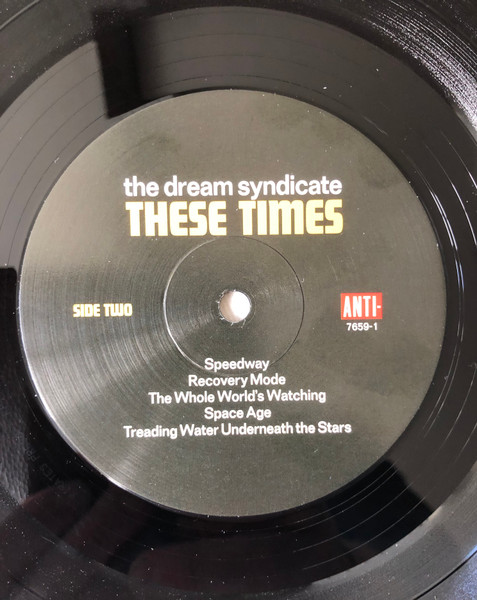 the dream syndicate
THESE TIMES
SIDE TWO
ANTI-
7659-1
Speedway
Recovery Mode
The Whole World's Watching
Space Age
Treading Water Underneath the Stars